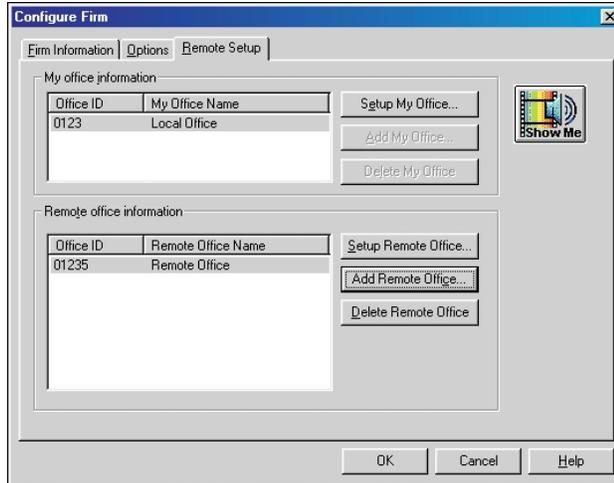 Configure Firm
Firm Information Options Remote Setup
My office information
Office ID My Office Name
0123 Local Office
Setup My Office...
Add My Office...
Delete My Office
Show Me
Remote office information
Office ID Remote Office Name
01235 Remote Office
Setup Remote Office...
Add Remote Office...
Delete Remote Office
OK Cancel Help